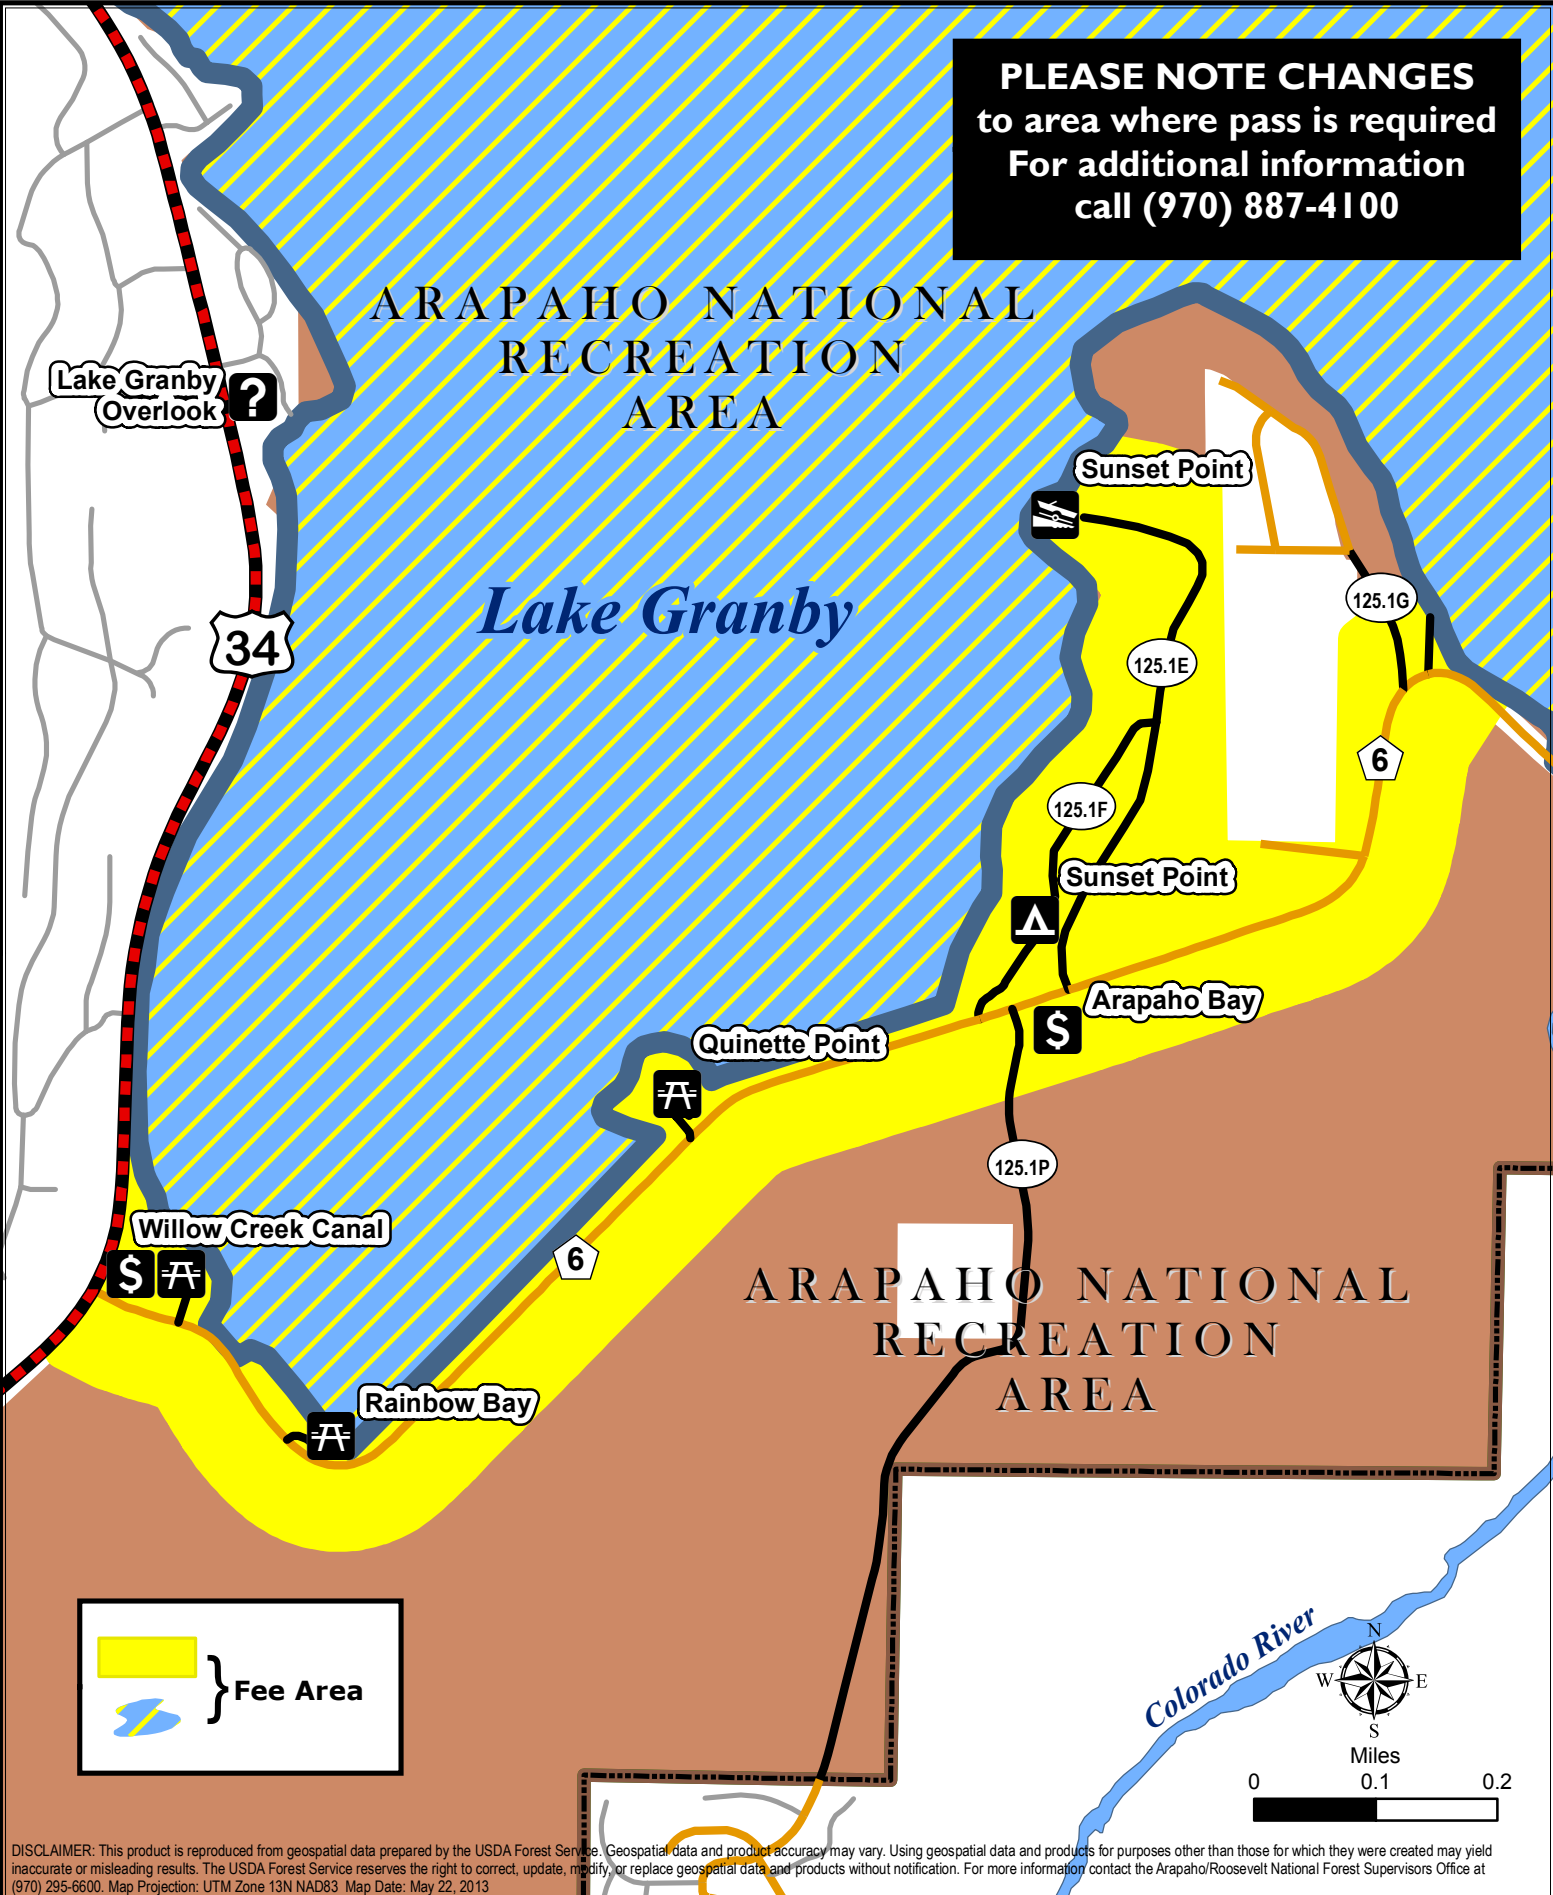 PLEASE NOTE CHANGES
to area where pass is required
For additional information
call (970) 887-4100
ARAPAHO NATIONAL
RECREATION
AREA
Lake Granby
Overlook
?
Sunset Point
Lake Granby
125.1G
34
125.1E
6
125.1F
Sunset Point
Arapaho Bay
$
Quinette Point
125.1P
Willow Creek Canal
$
6
ARAPAHO NATIONAL
RECREATION
AREA
Rainbow Bay
Fee Area
Colorado River
N
W E
S
Miles
0 0.1 0.2
DISCLAIMER: This product is reproduced from geospatial data prepared by the USDA Forest Service. Geospatial data and product accuracy may vary. Using geospatial data and products for purposes other than those for which they were created may yield
inaccurate or misleading results. The USDA Forest Service reserves the right to correct, update, modify, or replace geospatial data and products without notification. For more information contact the Arapaho/Roosevelt National Forest Supervisors Office at
(970) 295-6600. Map Projection: UTM Zone 13N NAD83 Map Date: May 22, 2013